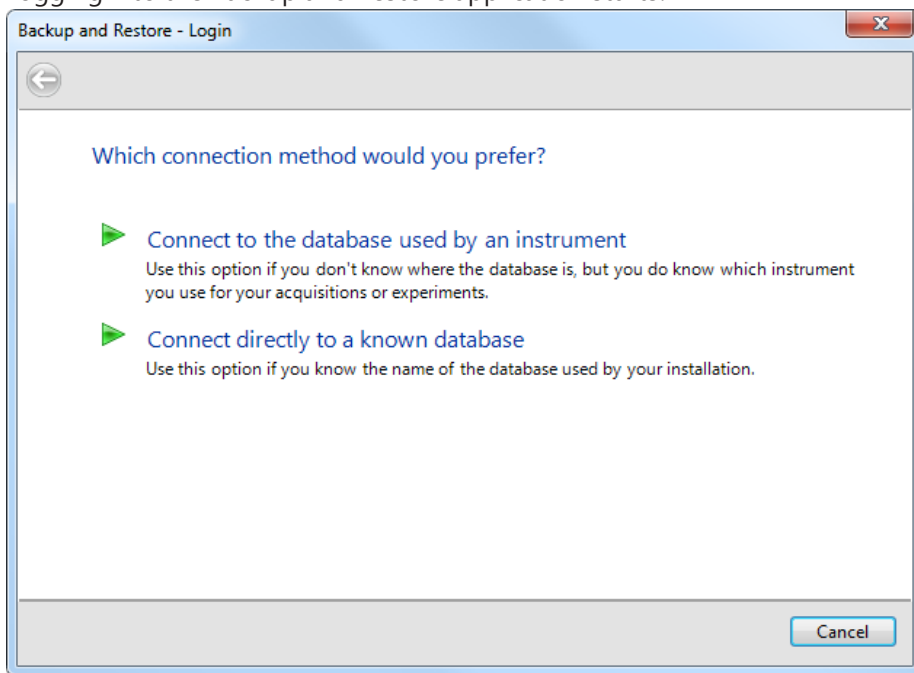 Backup and Restore - Login
X
Which connection method would you prefer?
Connect to the database used by an instrument
Use this option if you don't know where the database is, but you do know which instrument
you use for your acquisitions or experiments.
Connect directly to a known database
Use this option if you know the name of the database used by your installation.
Cancel